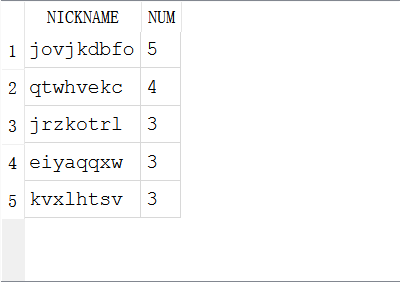 NICKNAME NUM
1 jovjkdbfo 5
2 qtwhvekc 4
3 jrzkotrl 3
4 eiyaqqxw 3
5 kvxlhtsv 3